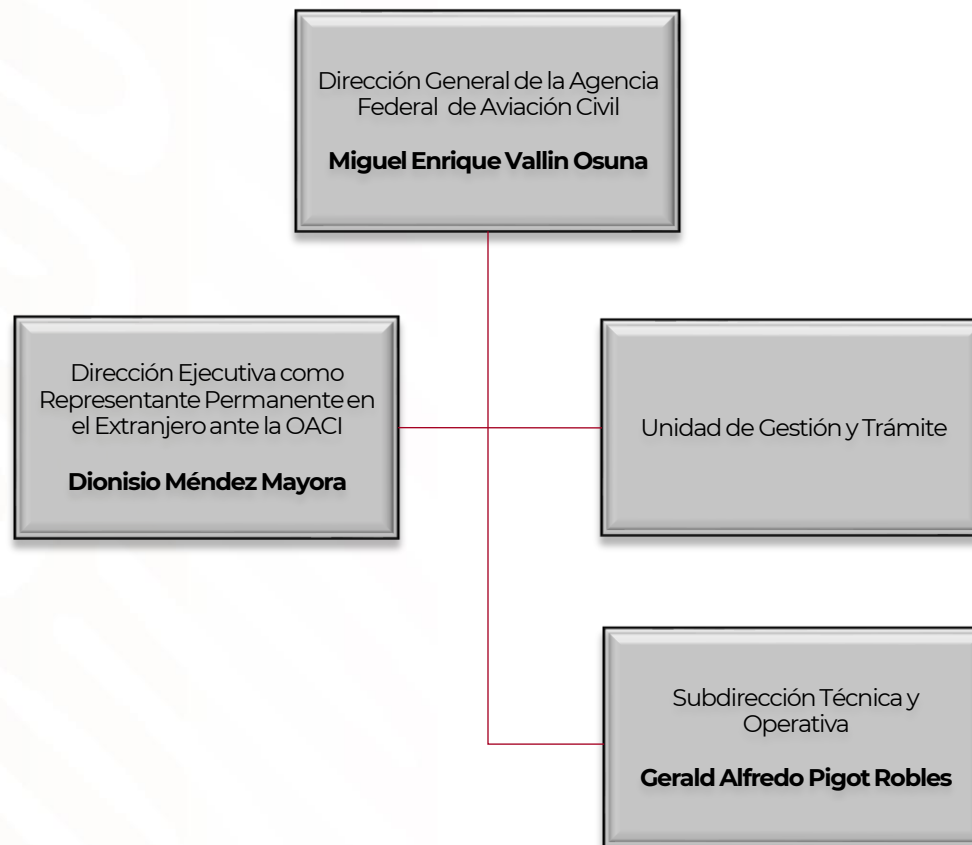 Dirección General de la Agencia
Federal de Aviación Civil
Miguel Enrique Vallin Osuna
Dirección Ejecutiva como
Representante Permanente en
el Extranjero ante la OACI
Dionisio Méndez Mayora
Unidad de Gestión y Trámite
Subdirección Técnica y
Operativa
Gerald Alfredo Pigot Robles